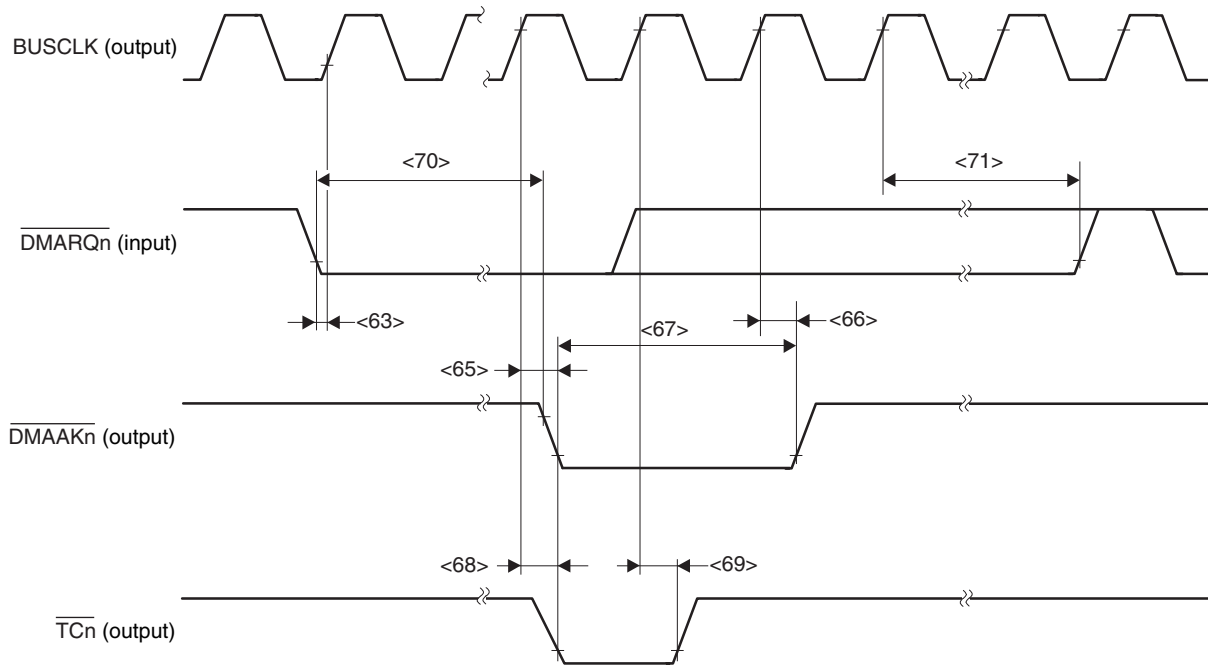 BUSCLK (output)
<70>
<71>
DMARQn (input)
<63>
<67>
<66>
<65>
DMAAKn (output)
<68>
<69>
TCn (output)